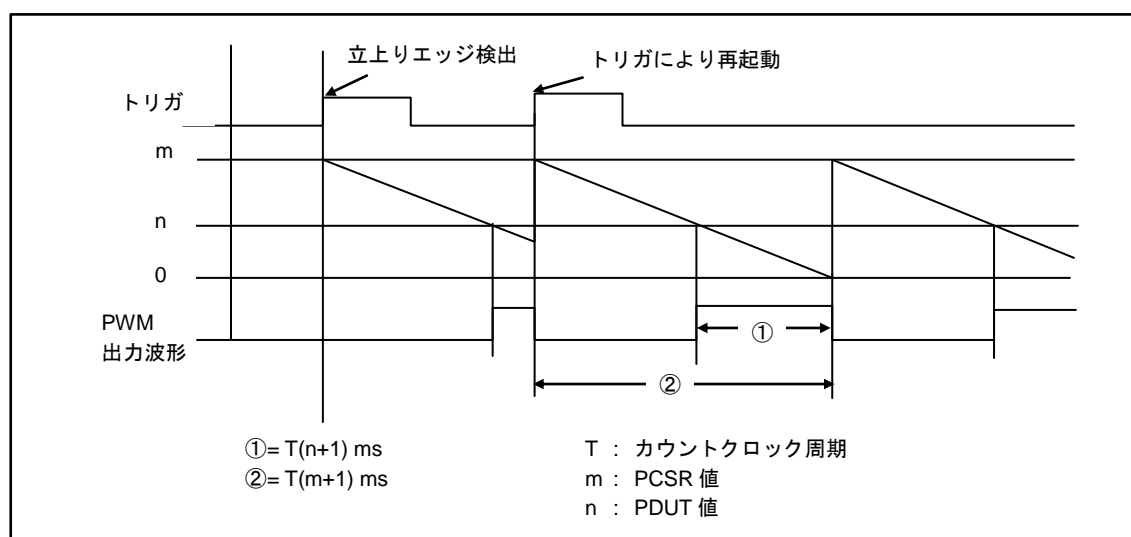 立上りエッジ検出
トリガにより再起動
トリガ
m
n
0
PWM
出力波形
①
②
①= T(n+1) ms
②= T(m+1) ms
T : カウントクロック周期
m : PCSR 値
n : PDUT 値